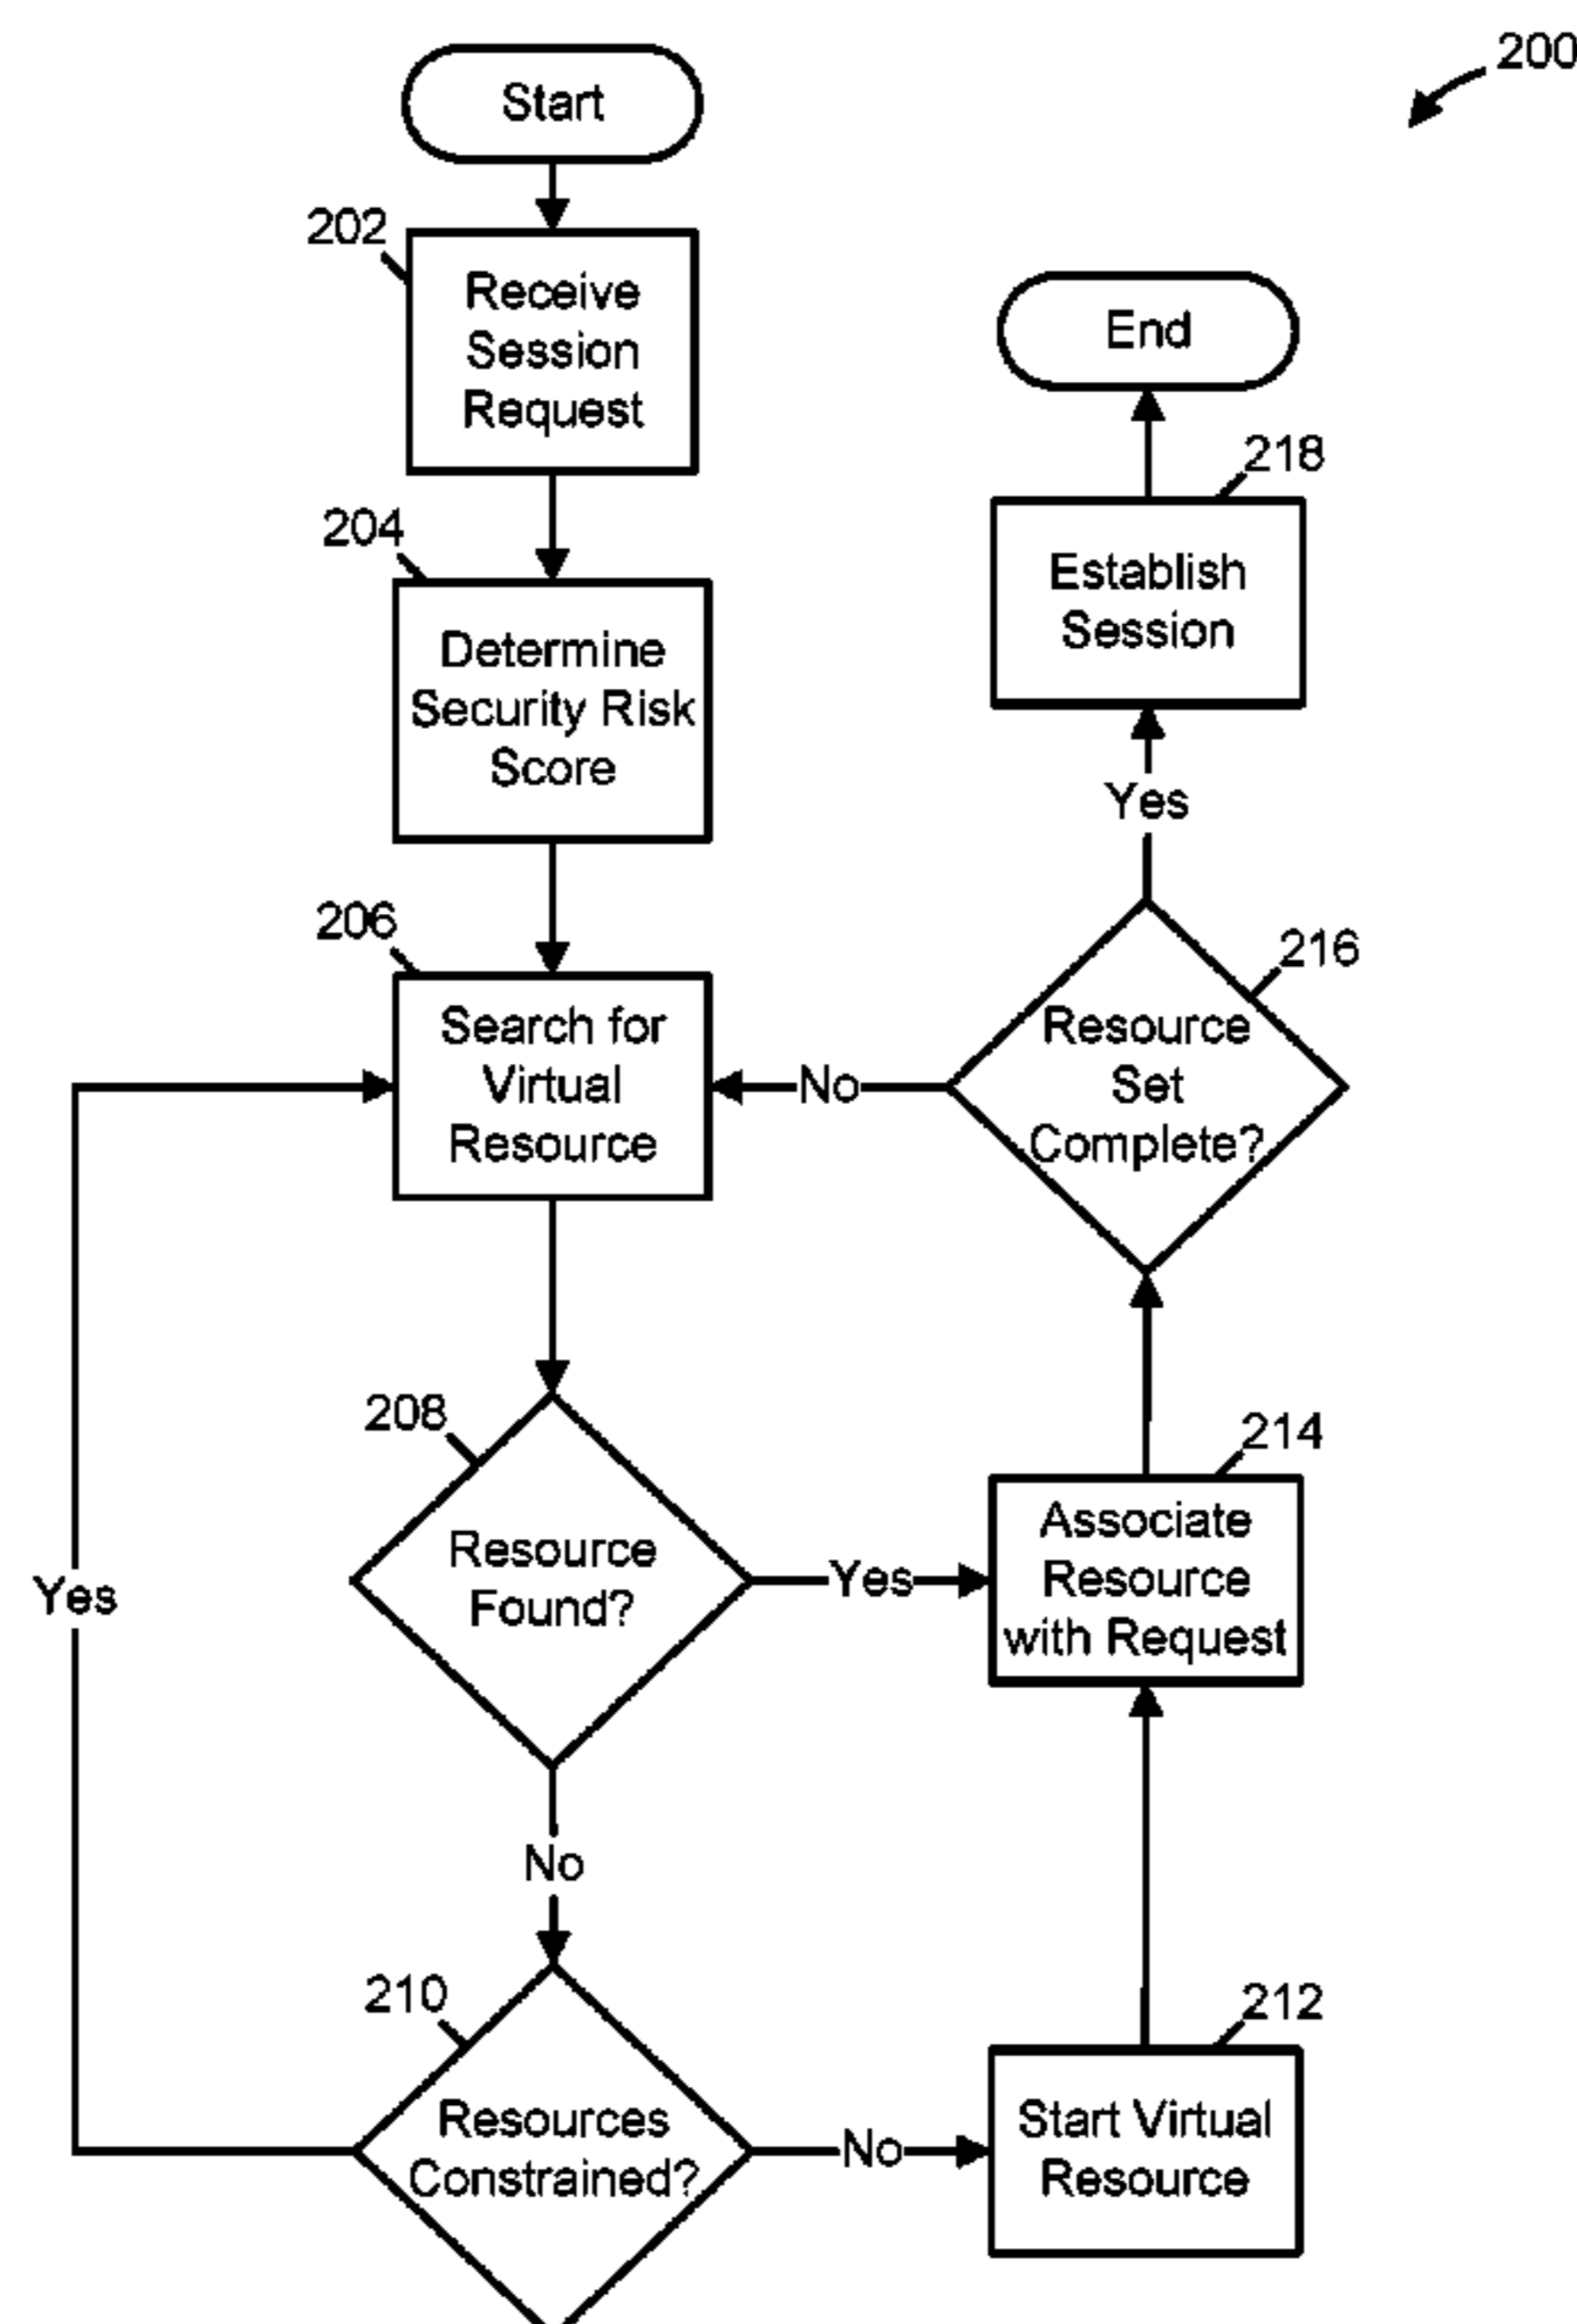 200
Start
202
Receive
Session
Request
204
Determine
Security Risk
Score
206
Search for
Virtual
Resource
208
Resource
Found?
Yes
No
210
Resources
Constrained?
Yes
No
212
Start Virtual
Resource
214
Associate
Resource
with Request
216
Resource
Set
Complete?
No
Yes
218
Establish
Session
End